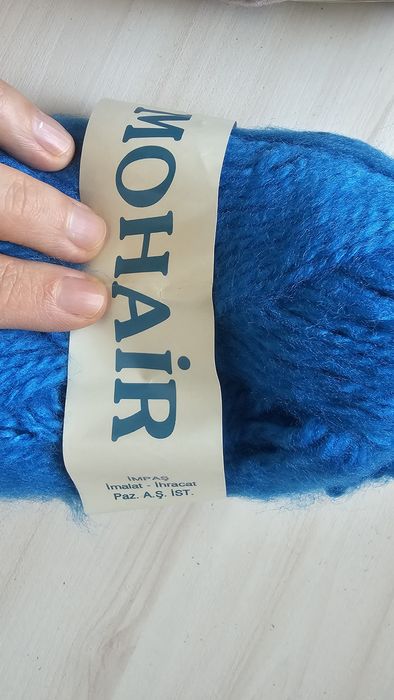 MOHAİR
İMPAŞ
İmalat - İhracat
Paz. A.Ş. İST.